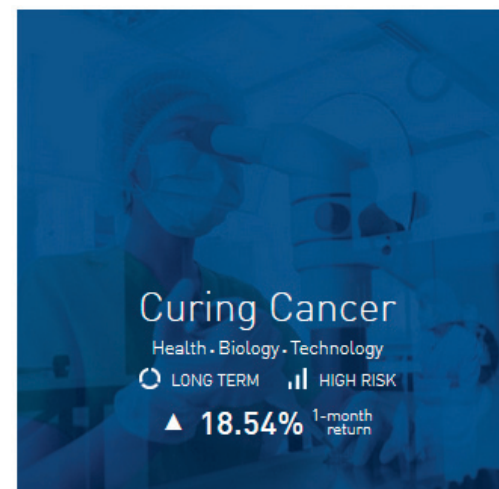 Curing Cancer
Health • Biology • Technology
LONG TERM HIGH RISK
▲ 18.54% 1-month return